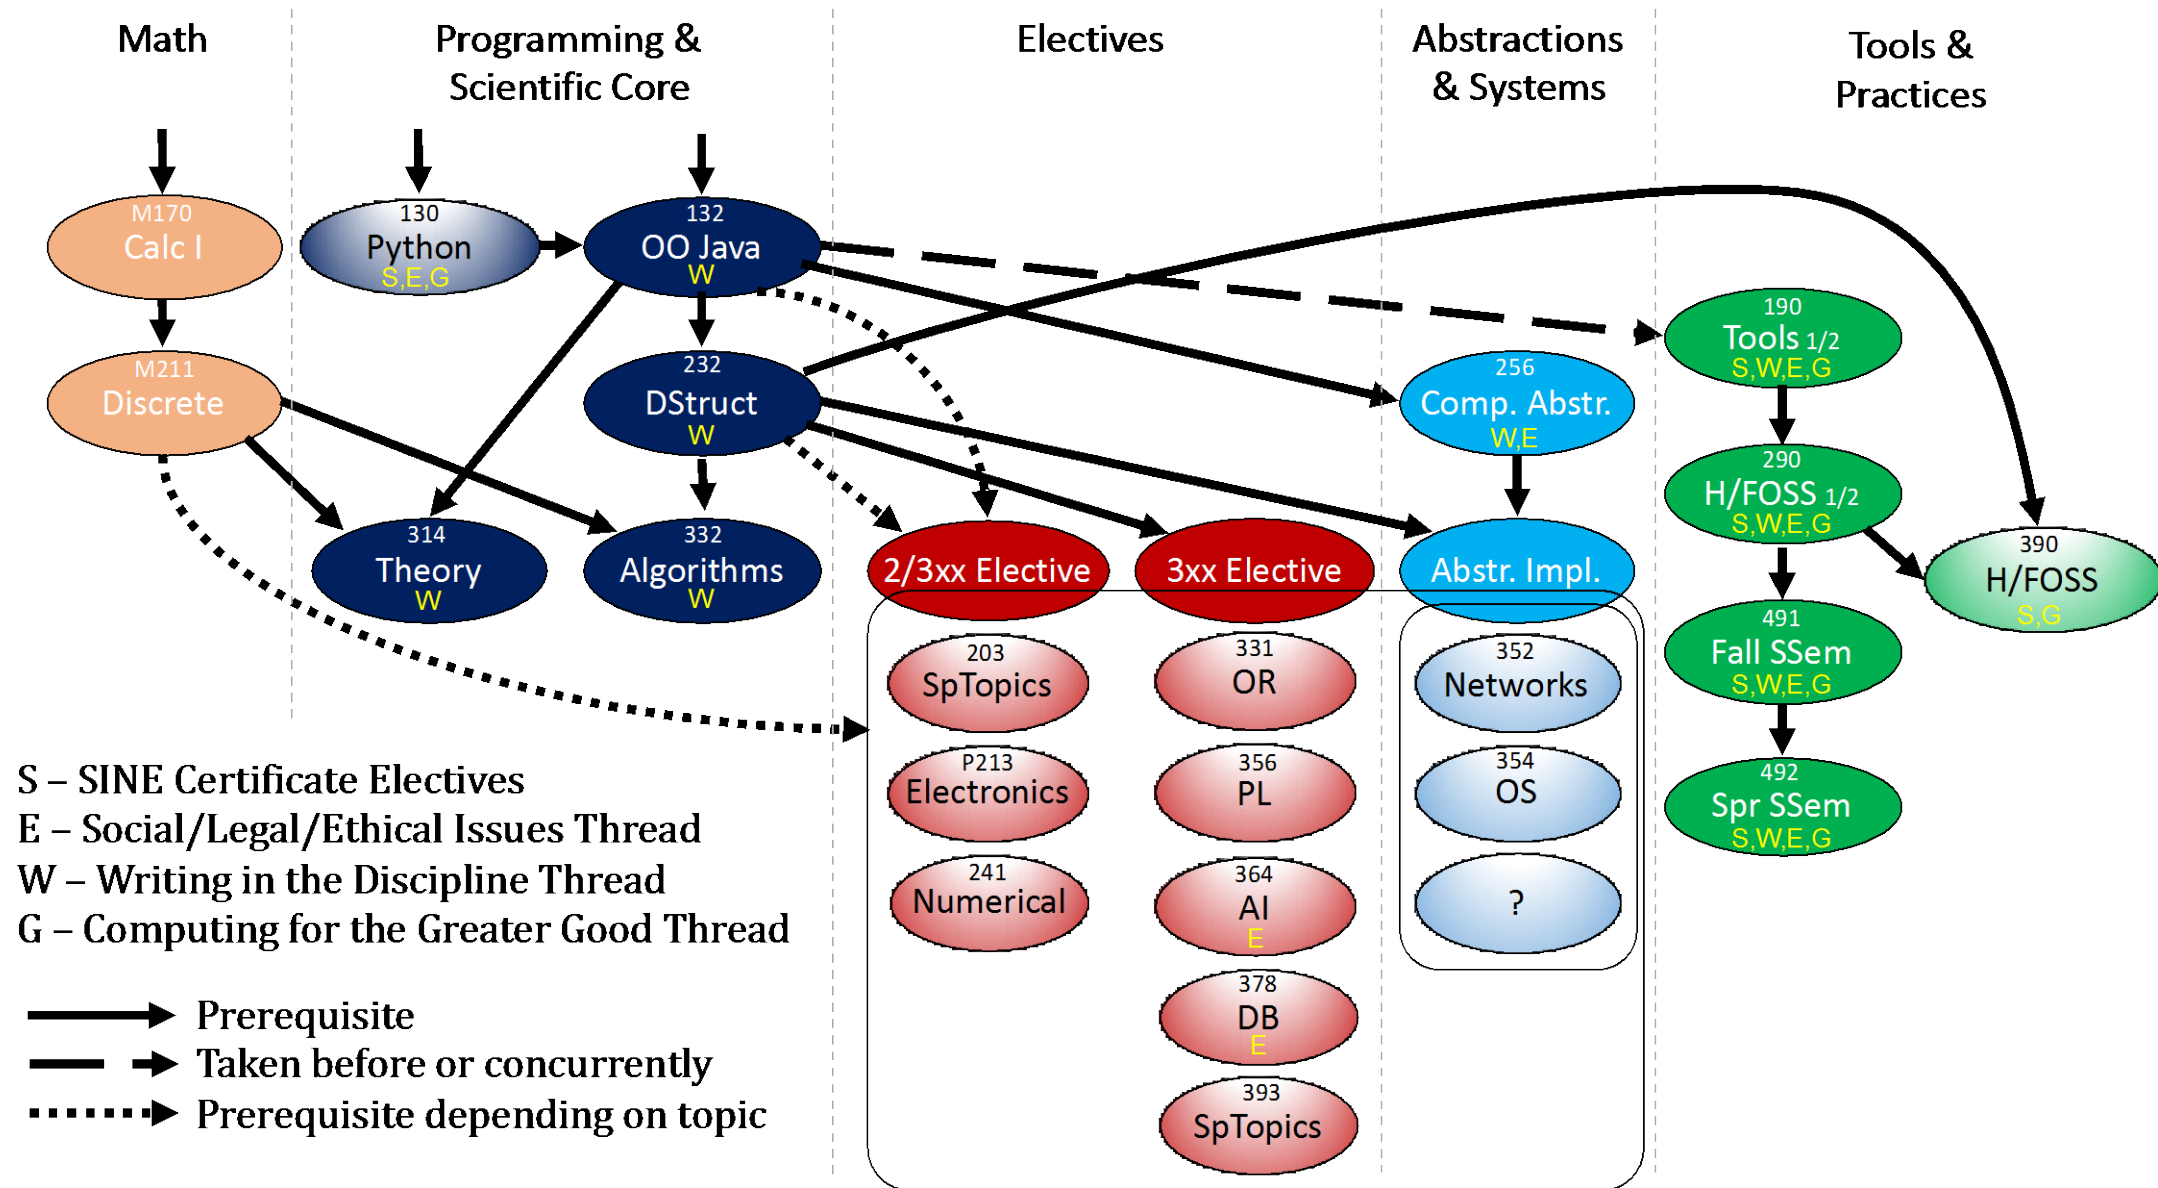 Math
Programming &
Scientific Core
Electives
Abstractions
& Systems
Tools &
Practices
M170
Calc I
130
Python
S,E,G
132
OO Java
W
190
Tools 1/2
S,W,E,G
M211
Discrete
232
DStruct
W
256
Comp. Abstr.
W,E
290
H/FOSS 1/2
S,W,E,G
314
Theory
W
332
Algorithms
W
2/3xx Elective
3xx Elective
Abstr. Impl.
390
H/FOSS
S,G
203
SpTopics
331
OR
352
Networks
491
Fall SSem
S,W,E,G
P213
Electronics
356
PL
354
OS
492
Spr SSem
S,W,E,G
241
Numerical
364
AI
E
?
378
DB
E
393
SpTopics
S – SINE Certificate Electives
E – Social/Legal/Ethical Issues Thread
W – Writing in the Discipline Thread
G – Computing for the Greater Good Thread
Prerequisite
Taken before or concurrently
Prerequisite depending on topic